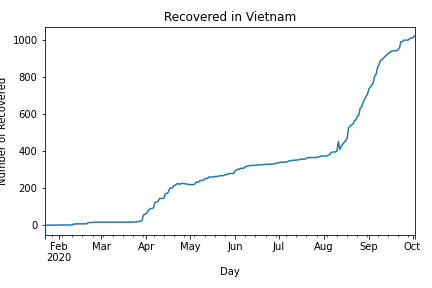 Recovered in Vietnam
Number of Recovered
1000
800
600
400
200
0
Feb Mar Apr May Jun Jul Aug Sep Oct
2020
Day